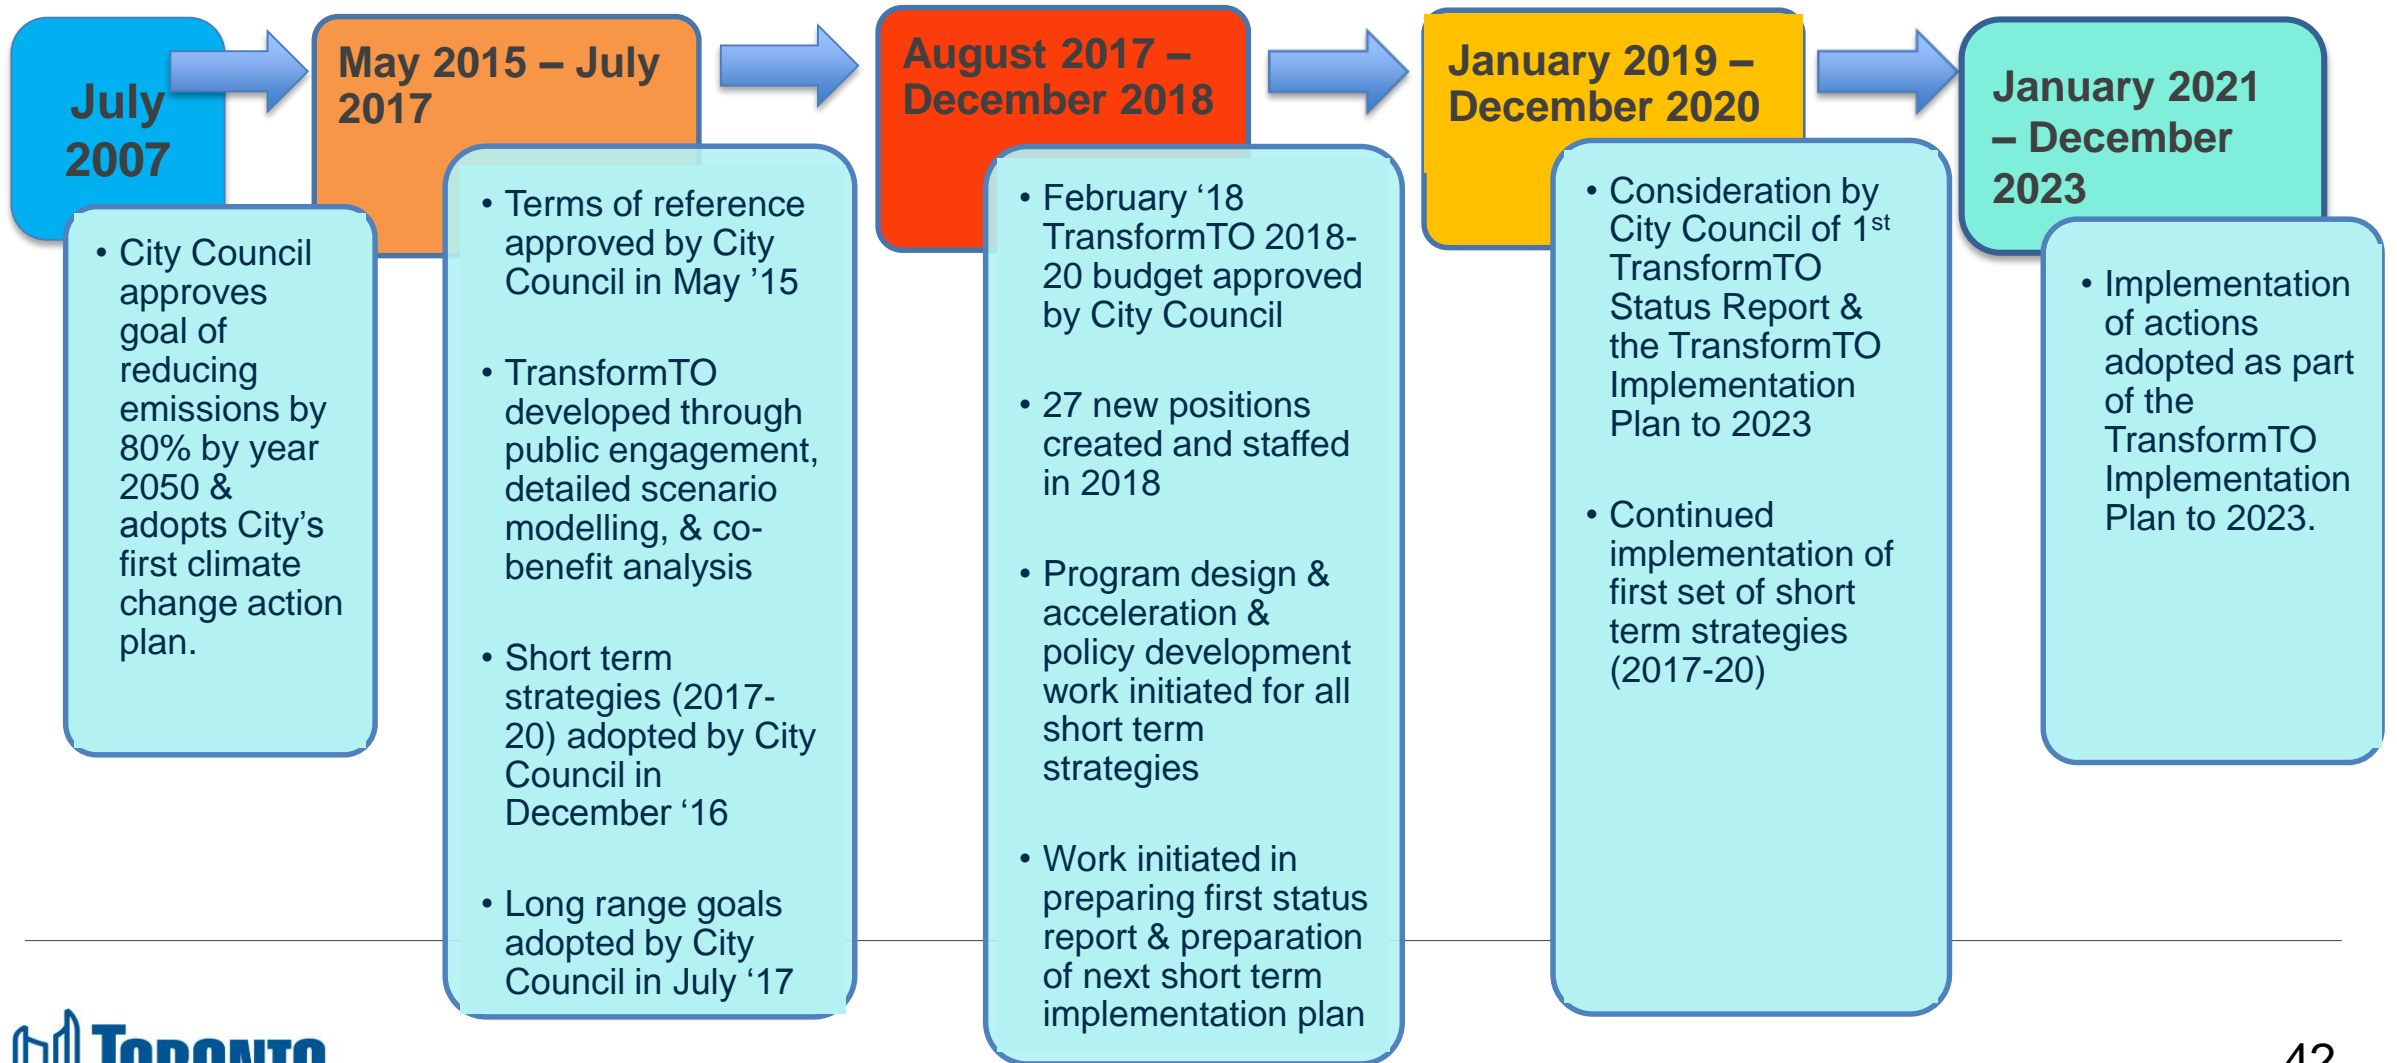 July
2007
• City Council
approves
goal of
reducing
emissions by
80% by year
2050 &
adopts City’s
first climate
change action
plan.
May 2015 – July
2017
• Terms of reference
approved by City
Council in May ’15
• TransformTO
developed through
public engagement,
detailed scenario
modelling, & co-
benefit analysis
• Short term
strategies (2017-
20) adopted by City
Council in
December ‘16
• Long range goals
adopted by City
Council in July ‘17
August 2017 –
December 2018
• February ‘18
TransformTO 2018-
20 budget approved
by City Council
• 27 new positions
created and staffed
in 2018
• Program design &
acceleration &
policy development
work initiated for all
short term
strategies
• Work initiated in
preparing first status
report & preparation
of next short term
implementation plan
January 2019 –
December 2020
• Consideration by
City Council of 1st
TransformTO
Status Report &
the TransformTO
Implementation
Plan to 2023
• Continued
implementation of
first set of short
term strategies
(2017-20)
January 2021
– December
2023
• Implementation
of actions
adopted as part
of the
TransformTO
Implementation
Plan to 2023.
TORONTO
42